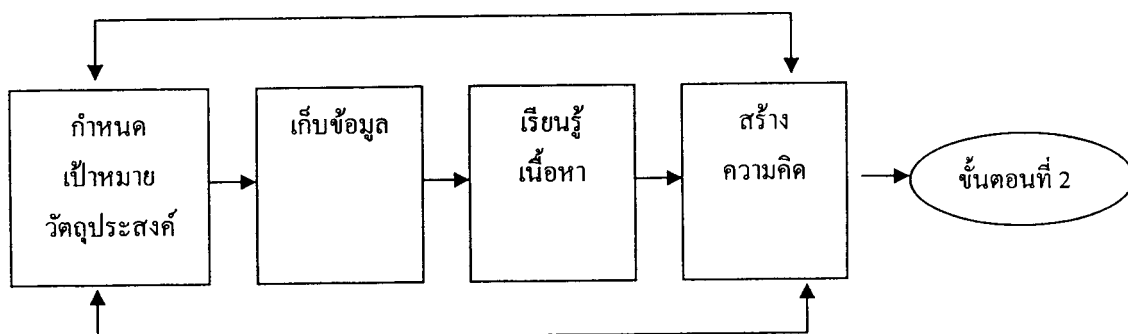 กำหนด
เป้าหมาย
วัตถุประสงค์
เก็บข้อมูล
เรียนรู้
เนื้อหา
สร้าง
ความคิด
ขั้นตอนที่ 2